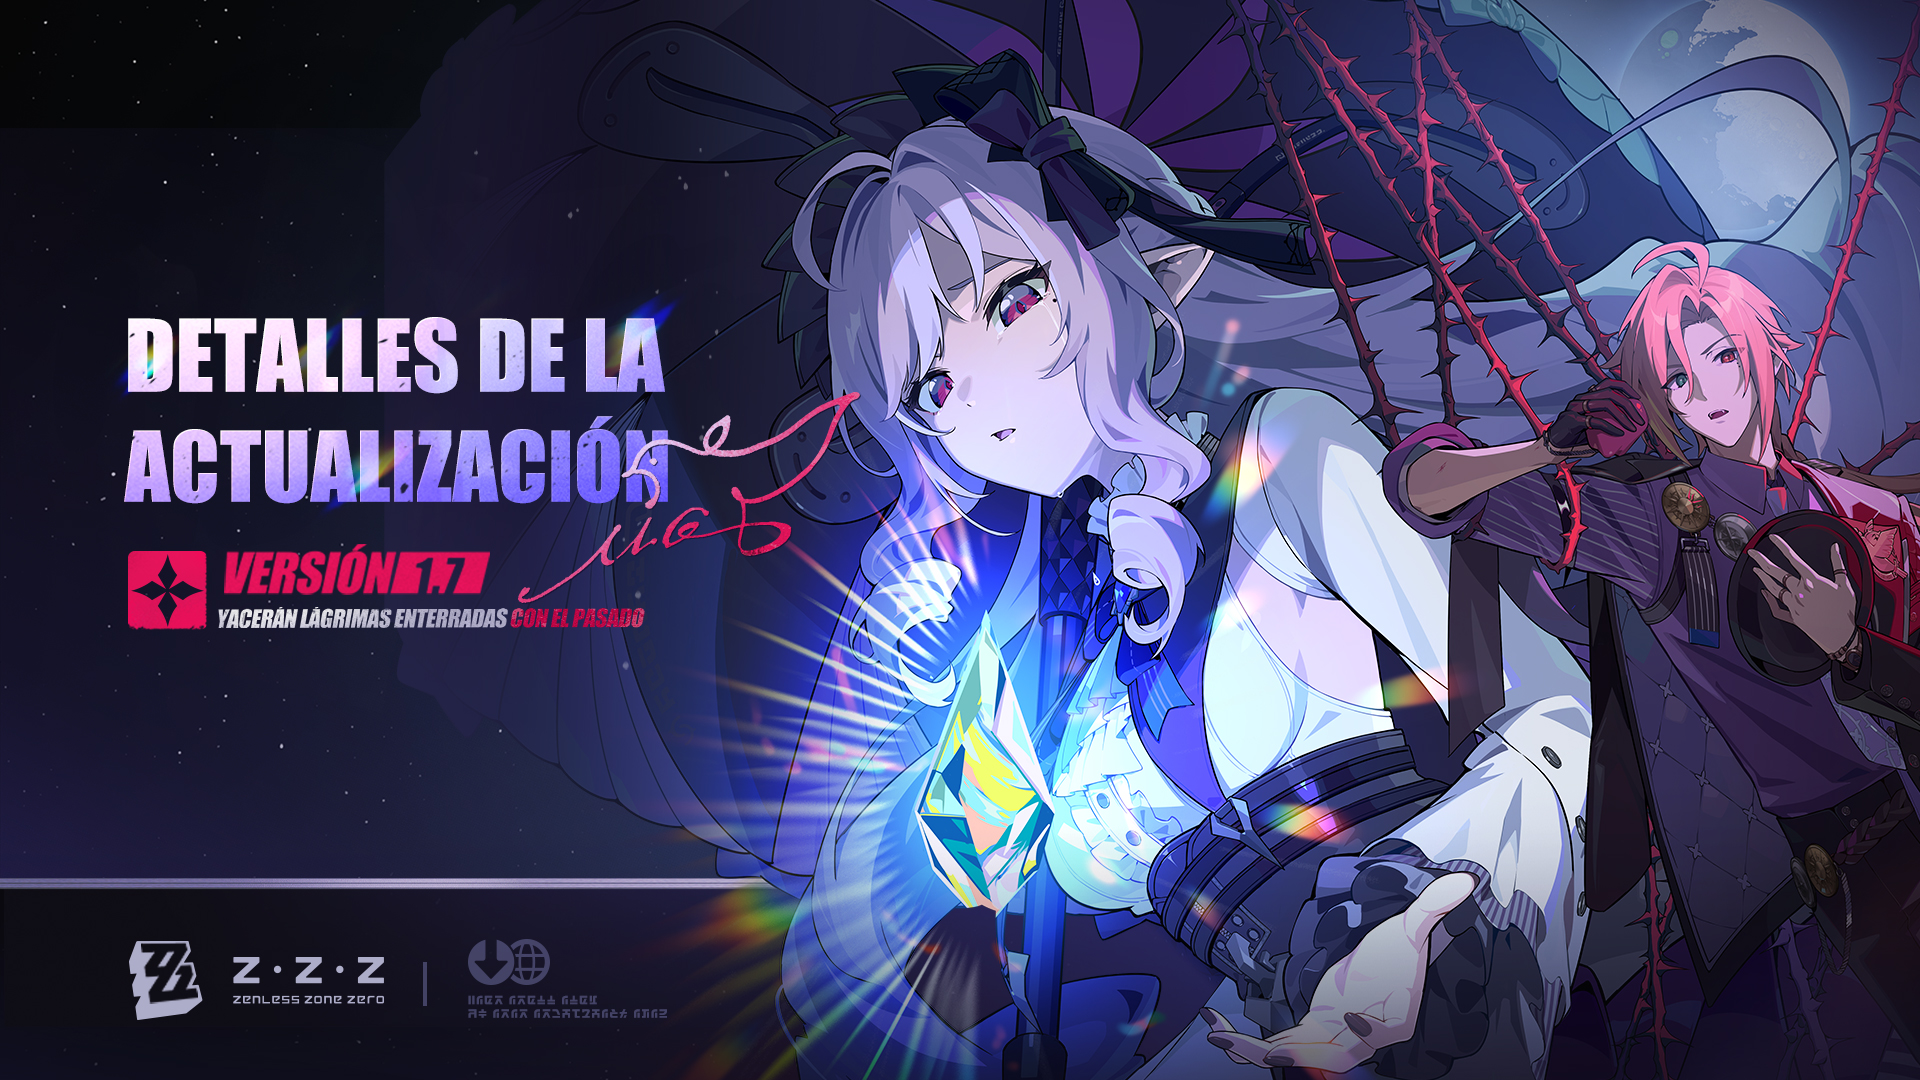 DETALLES DE LA
ACTUALIZACIÓN
VERSIÓN 1.7
YACERÁN LÁGRIMAS ENTERRADAS CON EL PASADO
Z·Z·Z
ZENLESS ZONE ZERO